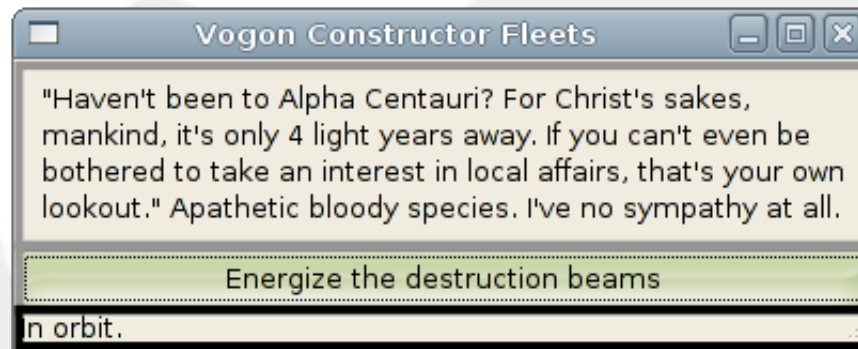 Vogon Constructor Fleets
"Haven't been to Alpha Centauri? For Christ's sakes,
mankind, it's only 4 light years away. If you can't even be
bothered to take an interest in local affairs, that's your own
lookout." Apathetic bloody species. I've no sympathy at all.
Energize the destruction beams
In orbit.